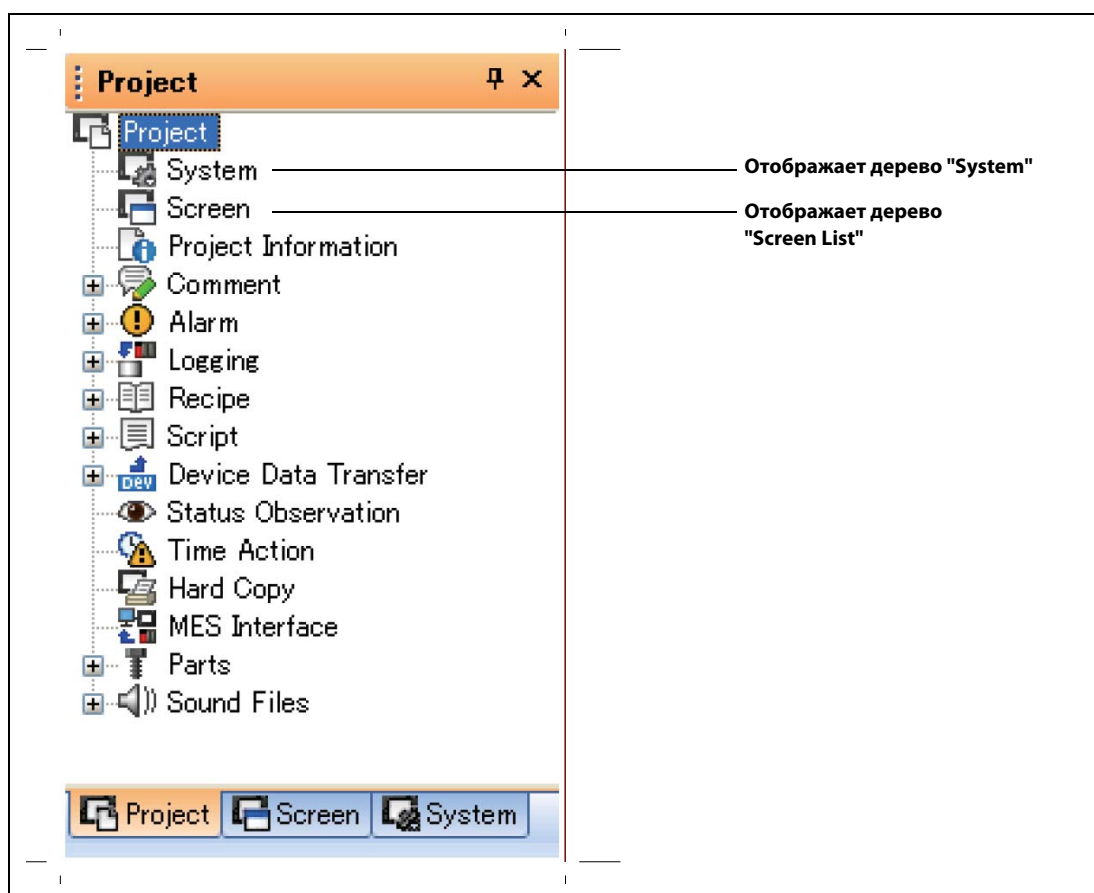 Project
Project
System
Отображает дерево "System"
Screen
Отображает дерево
"Screen List"
Project Information
Comment
Alarm
Logging
Recipe
Script
Dev
Device Data Transfer
Status Observation
Time Action
Hard Copy
MES Interface
Parts
Sound Files
Project
Screen
System